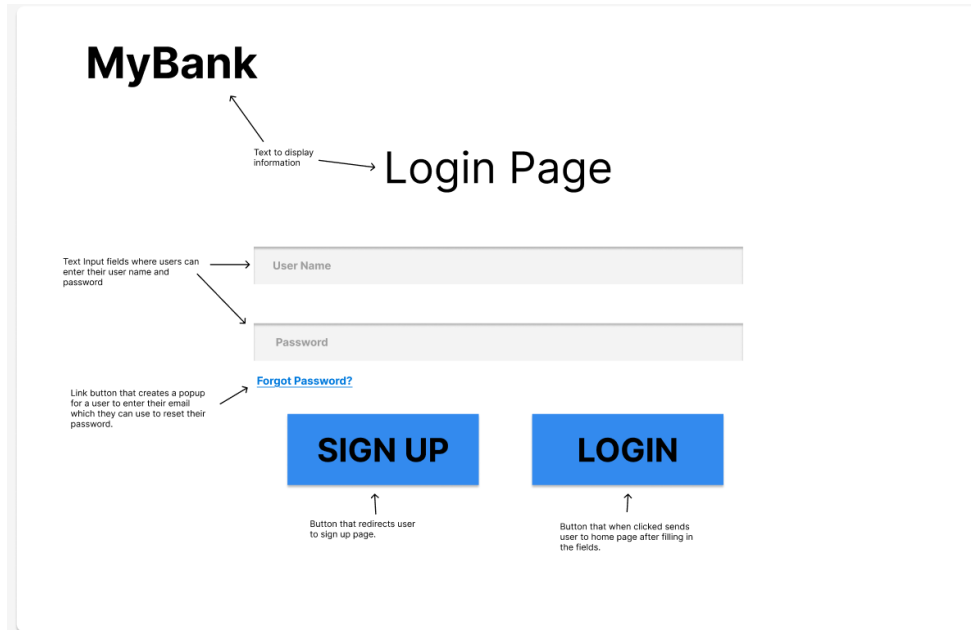 MyBank
Text to display
information
Login Page
Text Input fields where users can
enter their user name and
password
User Name
Password
Forgot Password?
Link button that creates a popup
for a user to enter their email
which they can use to reset their
password.
SIGN UP
LOGIN
Button that redirects user
to sign up page.
Button that when clicked sends
user to home page after filling in
the fields.